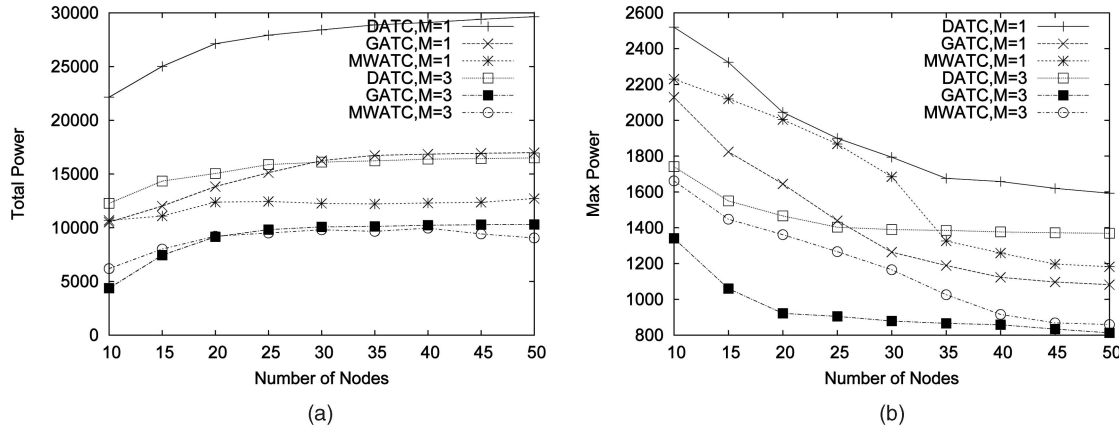 Total Power
30000
25000
20000
15000
10000
5000
0
DATC,M=1
GATC,M=1
MWATC,M=1
DATC,M=3
GATC,M=3
MWATC,M=3
10 15 20 25 30 35 40 45 50
Number of Nodes
(a)
Max Power
2600
2400
2200
2000
1800
1600
1400
1200
1000
800
DATC,M=1
GATC,M=1
MWATC,M=1
DATC,M=3
GATC,M=3
MWATC,M=3
10 15 20 25 30 35 40 45 50
Number of Nodes
(b)